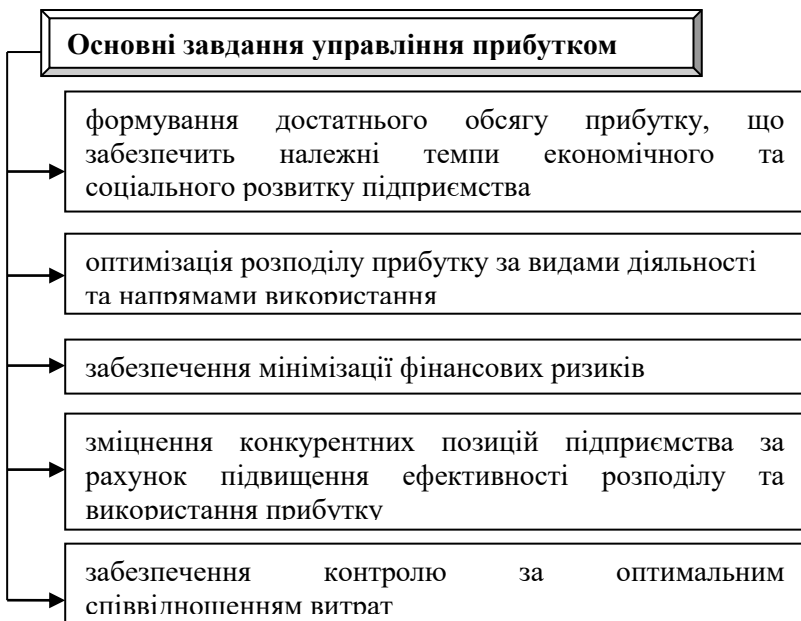 Основні завдання управління прибутком
формування достатнього обсягу прибутку, що
забезпечить належні темпи економічного та
соціального розвитку підприємства
оптимізація розподілу прибутку за видами діяльності
та напрямами використання
забезпечення мінімізації фінансових ризиків
зміцнення конкурентних позицій підприємства за
рахунок підвищення ефективності розподілу та
використання прибутку
забезпечення контролю за оптимальним
співвідношенням витрат